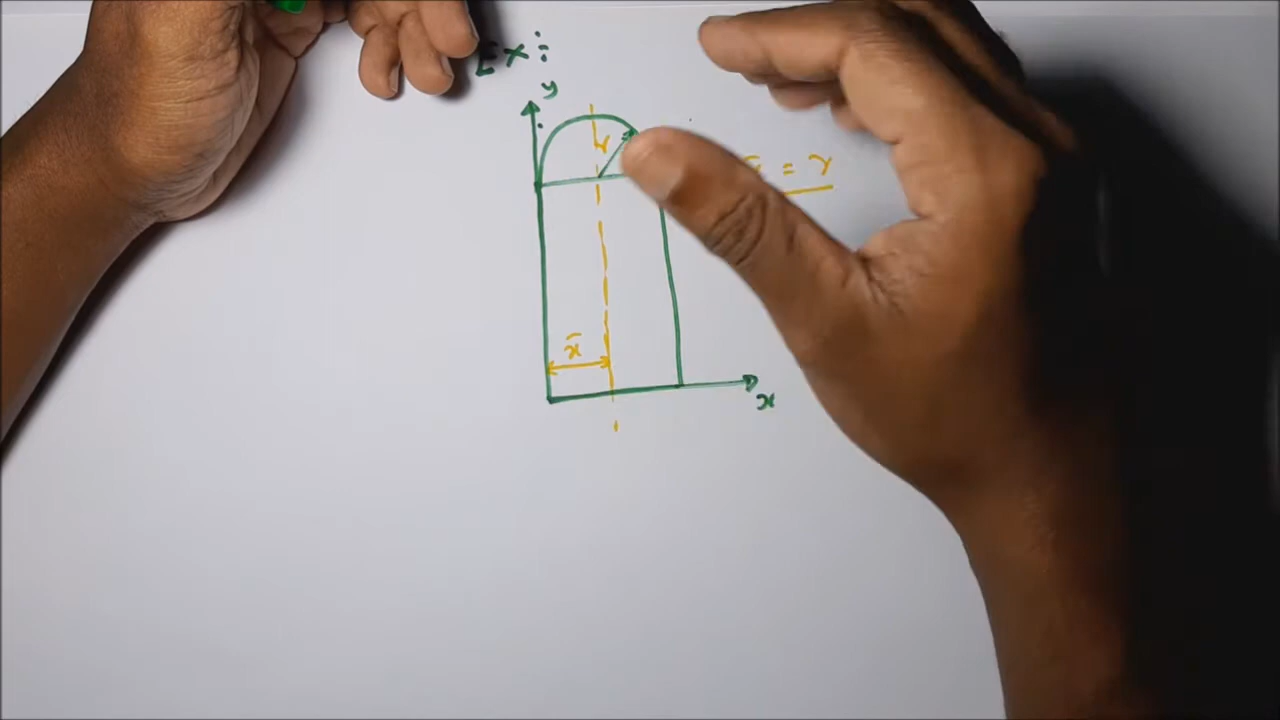 Ex:
y
r
= r
x̄
x